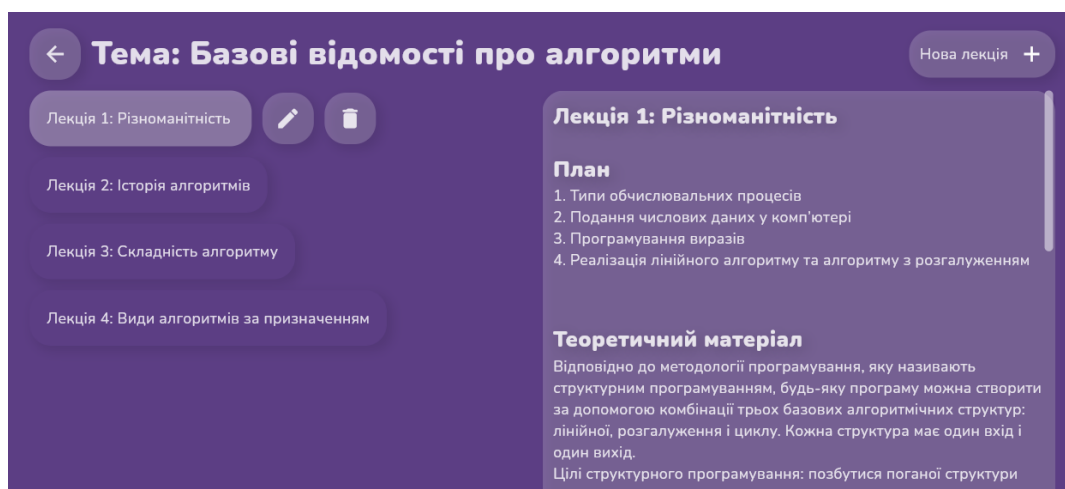 Тема: Базові відомості про алгоритми
Нова лекція
Лекція 1: Різноманітність
Лекція 2: Історія алгоритмів
Лекція 3: Складність алгоритму
Лекція 4: Види алгоритмів за призначенням
Лекція 1: Різноманітність
План
1. Типи обчислювальних процесів
2. Подання числових даних у комп'ютері
3. Програмування виразів
4. Реалізація лінійного алгоритму та алгоритму з розгалуженням
Теоретичний матеріал
Відповідно до методології програмування, яку називають
структурним програмуванням, будь-яку програму можна створити
за допомогою комбінації трьох базових алгоритмічних структур:
лінійної, розгалуження і циклу. Кожна структура має один вхід і
один вихід.
Цілі структурного програмування: позбутися поганої структури